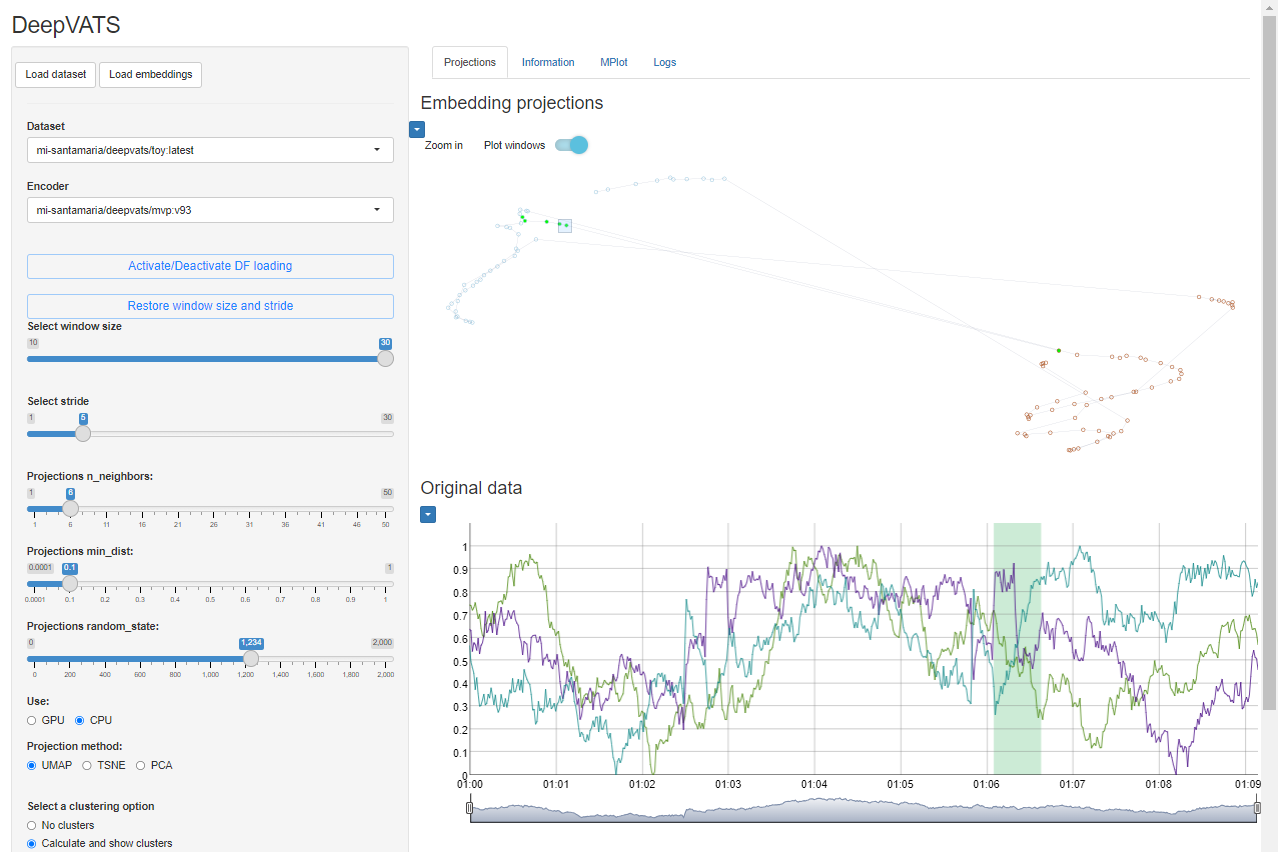 DeepVATS
Load dataset
Load embeddings
Dataset
mi-santamaria/deepvats/toy:latest
Encoder
mi-santamaria/deepvats/mvp:v93
Activate/Deactivate DF loading
Restore window size and stride
Select window size
10 30
Select stride
1 6 30
Projections n_neighbors:
1 6 50
1 6 11 16 21 26 31 36 41 46 50
Projections min_dist:
0.0001 0.1 1
0.0001 0.1 0.2 0.3 0.4 0.5 0.6 0.7 0.8 0.9 1
Projections random_state:
0 1,234 2,000
0 200 400 600 800 1,000 1,200 1,400 1,600 1,800 2,000
Use:
GPU CPU
Projection method:
UMAP TSNE PCA
Select a clustering option
No clusters
Calculate and show clusters
Projections Information MPlot Logs
Embedding projections
Zoom in Plot windows
Original data
1
0.9
0.8
0.7
0.6
0.5
0.4
0.3
0.2
0.1
0
01:00 01:01 01:02 01:03 01:04 01:05 01:06 01:07 01:08 01:09